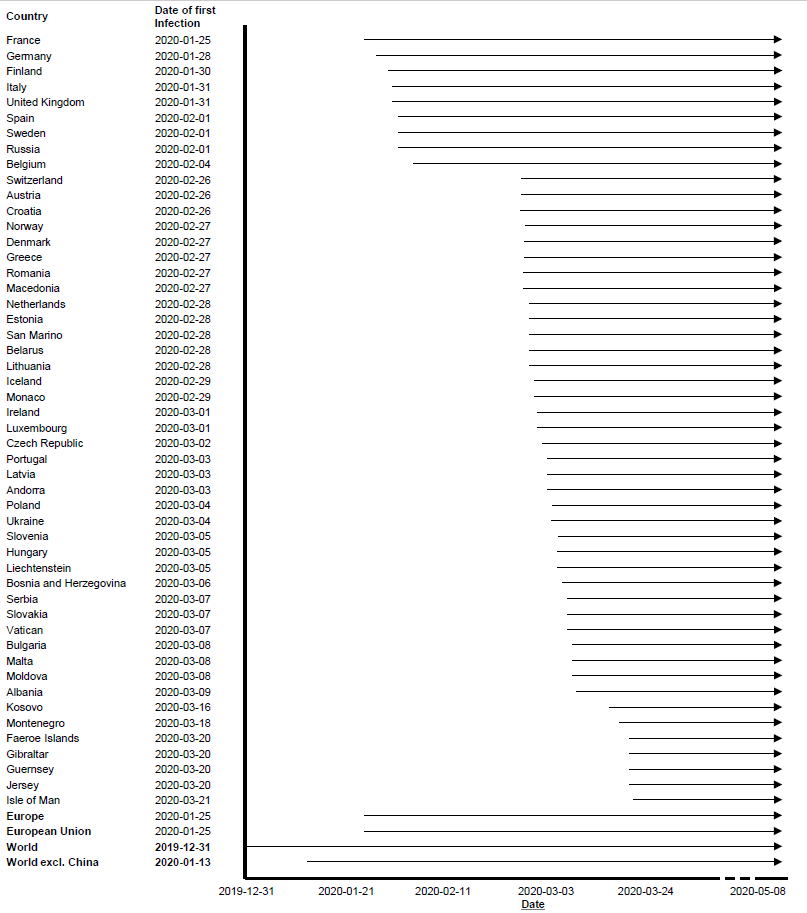 Country Date of first
Infection
France 2020-01-25
Germany 2020-01-28
Finland 2020-01-30
Italy 2020-01-31
United Kingdom 2020-01-31
Spain 2020-02-01
Sweden 2020-02-01
Russia 2020-02-01
Belgium 2020-02-04
Switzerland 2020-02-26
Austria 2020-02-26
Croatia 2020-02-26
Norway 2020-02-27
Denmark 2020-02-27
Greece 2020-02-27
Romania 2020-02-27
Macedonia 2020-02-27
Netherlands 2020-02-28
Estonia 2020-02-28
San Marino 2020-02-28
Belarus 2020-02-28
Lithuania 2020-02-28
Iceland 2020-02-29
Monaco 2020-02-29
Ireland 2020-03-01
Luxembourg 2020-03-01
Czech Republic 2020-03-02
Portugal 2020-03-03
Latvia 2020-03-03
Andorra 2020-03-03
Poland 2020-03-04
Ukraine 2020-03-04
Slovenia 2020-03-05
Hungary 2020-03-05
Liechtenstein 2020-03-05
Bosnia and Herzegovina 2020-03-06
Serbia 2020-03-07
Slovakia 2020-03-07
Vatican 2020-03-07
Bulgaria 2020-03-08
Malta 2020-03-08
Moldova 2020-03-08
Albania 2020-03-09
Kosovo 2020-03-16
Montenegro 2020-03-18
Faeroe Islands 2020-03-20
Gibraltar 2020-03-20
Guernsey 2020-03-20
Jersey 2020-03-20
Isle of Man 2020-03-21
Europe 2020-01-25
European Union 2020-01-25
World 2019-12-31
World excl. China 2020-01-13
2019-12-31 2020-01-21 2020-02-11 2020-03-03 2020-03-24 2020-05-08
Date